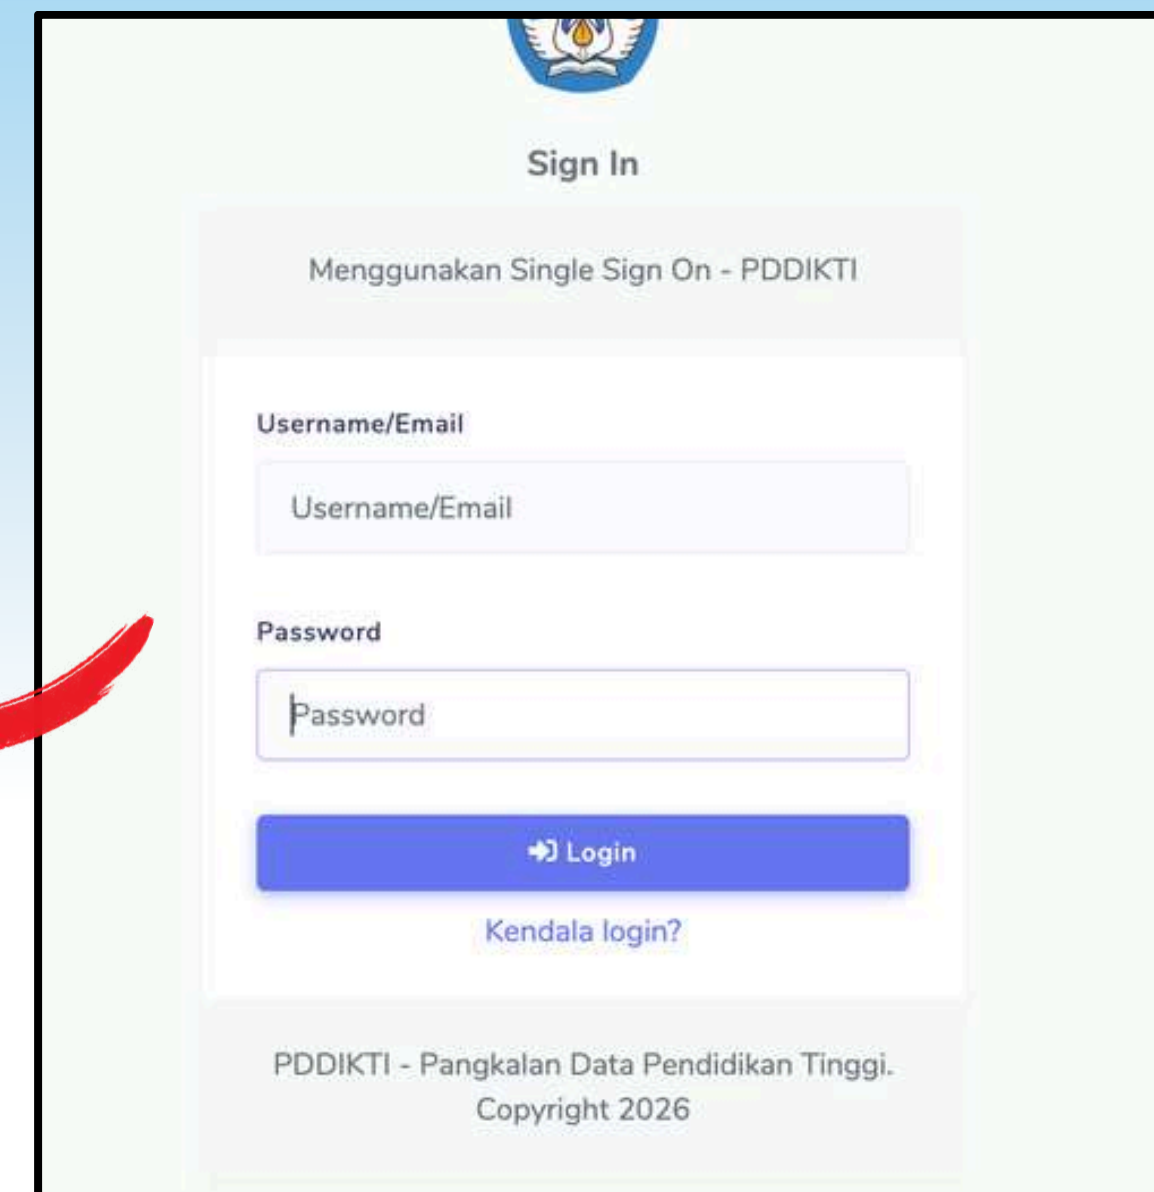 Sign In
Menggunakan Single Sign On - PDDIKTI
Username/Email
Username/Email
Password
Password
Login
Kendala login?
PDDIKTI - Pangkalan Data Pendidikan Tinggi.
Copyright 2026